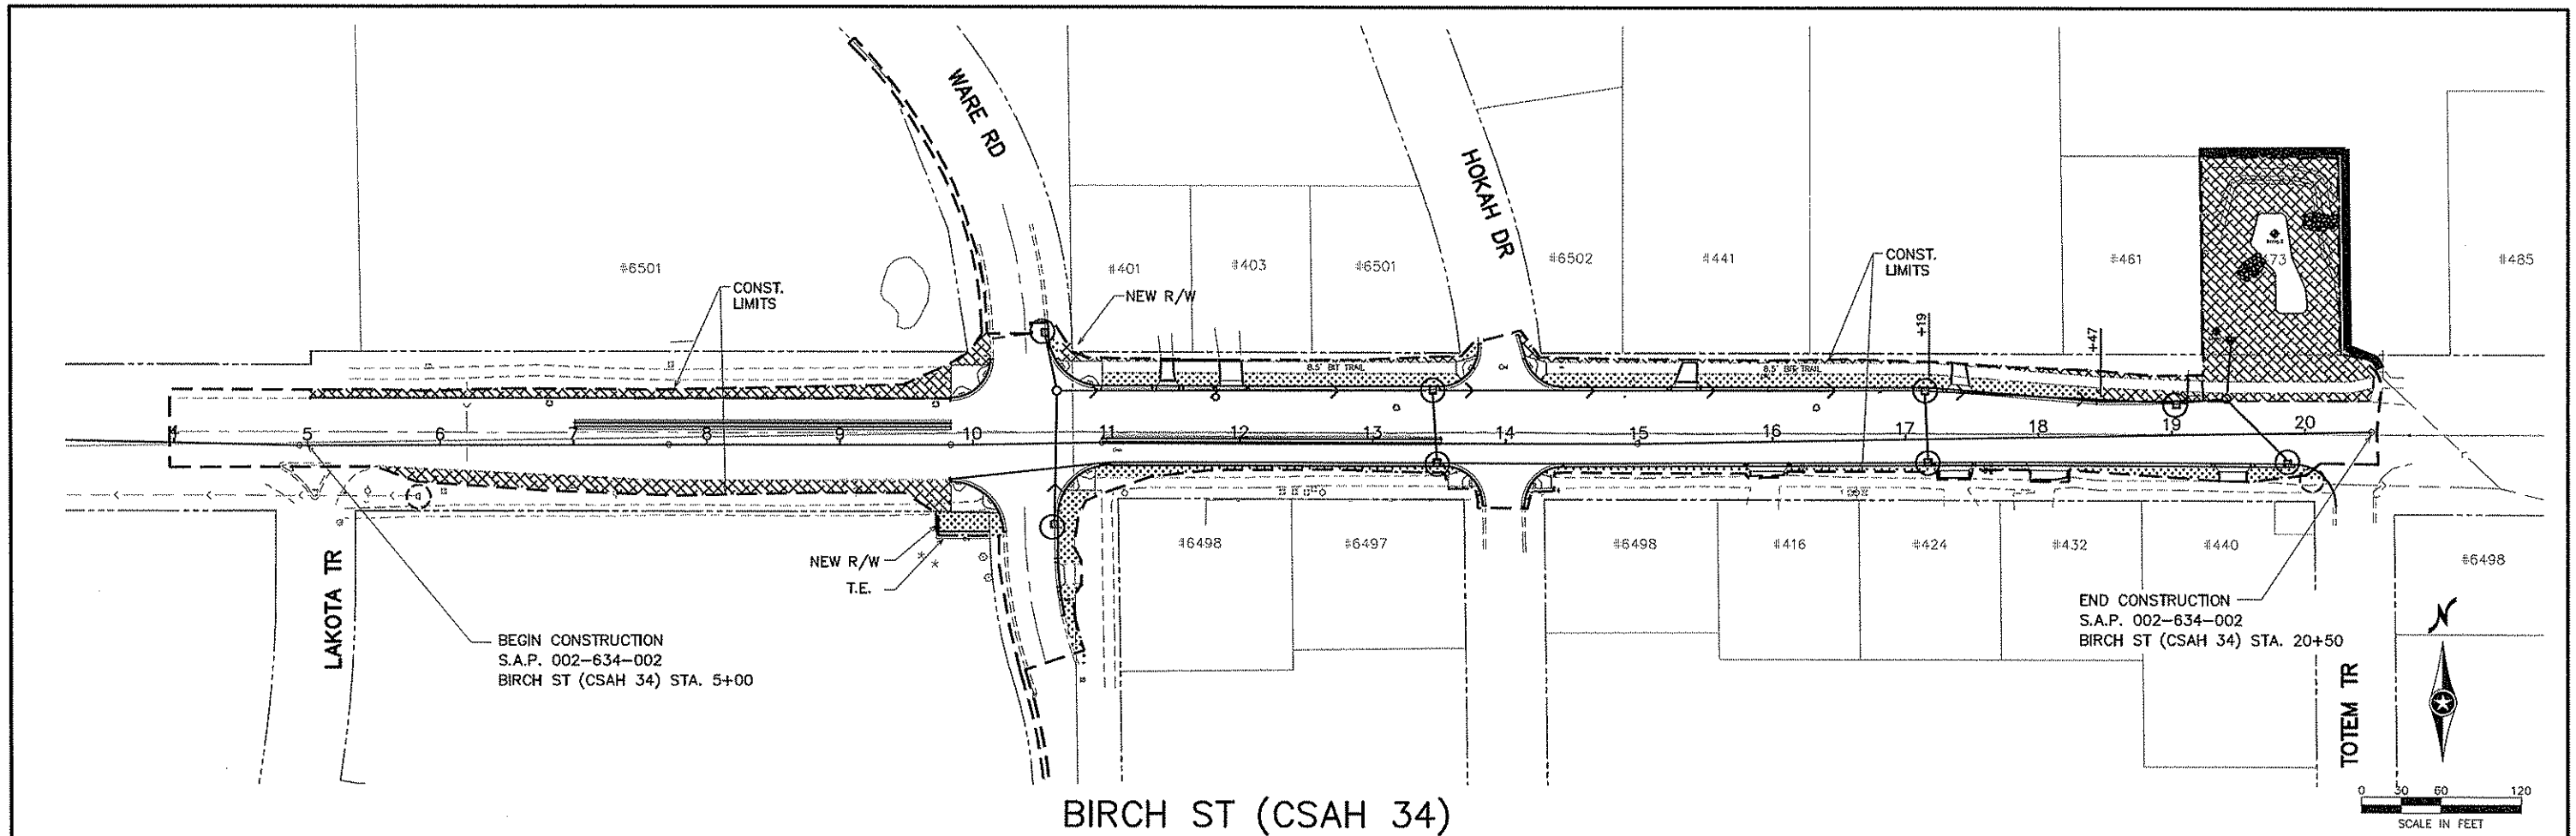 WARE RD
HOKAH DR
#6501
CONST.
LIMITS
NEW R/W
#401
#403
#6501
#6502
#441
CONST.
LIMITS
#461
#485
+19
+47
8.5' BIT TRAIL
8.5' BIT TRAIL
4 5 6 7 8 9 10 11 12 13 14 15 16 17 18 19 20
NEW R/W
T.E.
#6498
#6497
#6498
#416
#424
#432
#440
#6498
LAKOTA TR
BEGIN CONSTRUCTION
S.A.P. 002-634-002
BIRCH ST (CSAH 34) STA. 5+00
END CONSTRUCTION
S.A.P. 002-634-002
BIRCH ST (CSAH 34) STA. 20+50
TOTEM TR
N
0 30 60 120
SCALE IN FEET
BIRCH ST (CSAH 34)